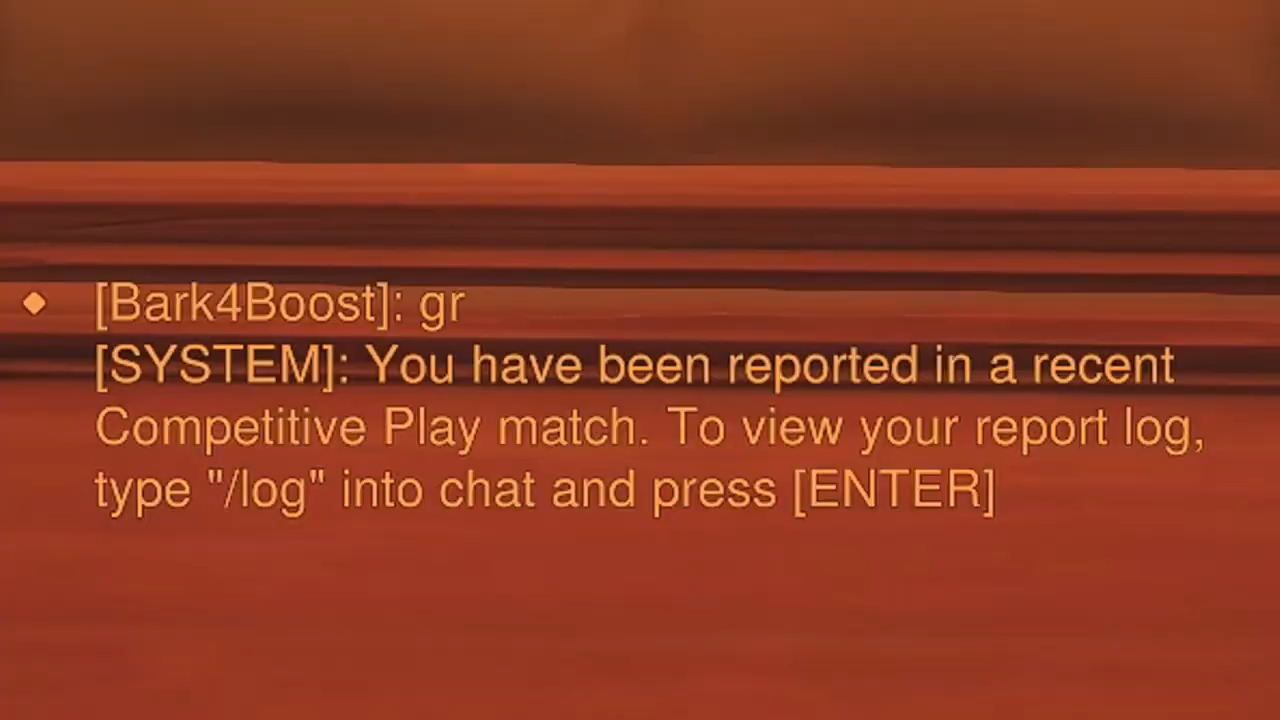 [Bark4Boost]: gr
[SYSTEM]: You have been reported in a recent
Competitive Play match. To view your report log,
type "/log" into chat and press [ENTER]